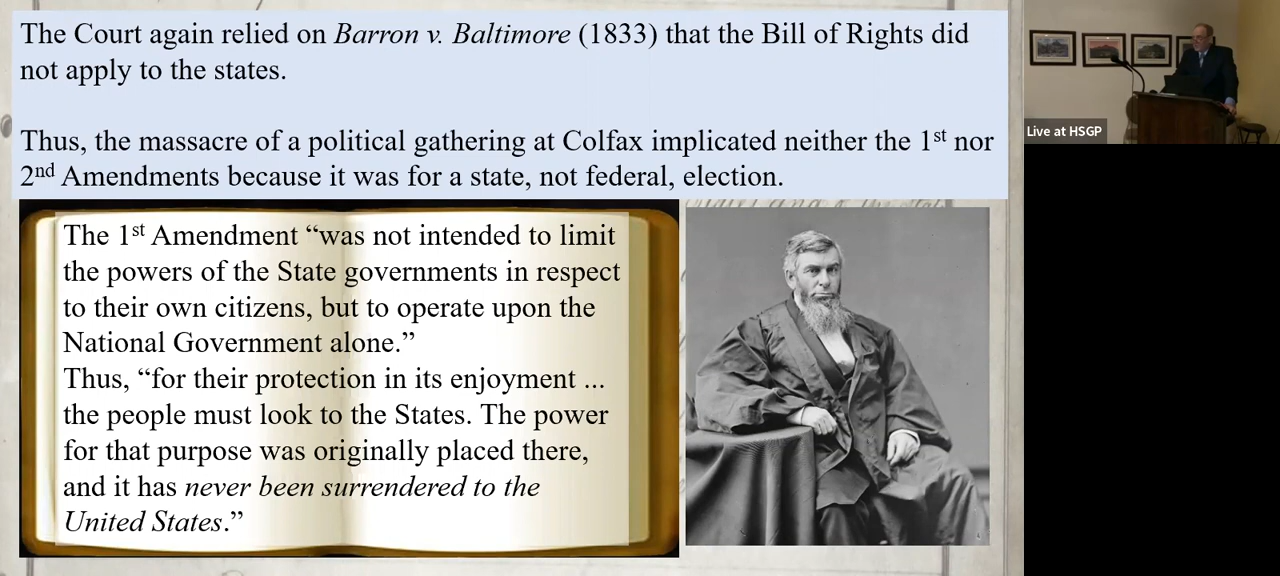 The Court again relied on Barron v. Baltimore (1833) that the Bill of Rights did
not apply to the states.
Thus, the massacre of a political gathering at Colfax implicated neither the 1st nor
2nd Amendments because it was for a state, not federal, election.
The 1st Amendment “was not intended to limit
the powers of the State governments in respect
to their own citizens, but to operate upon the
National Government alone.”
Thus, “for their protection in its enjoyment ...
the people must look to the States. The power
for that purpose was originally placed there,
and it has never been surrendered to the
United States.”
Live at HSGP